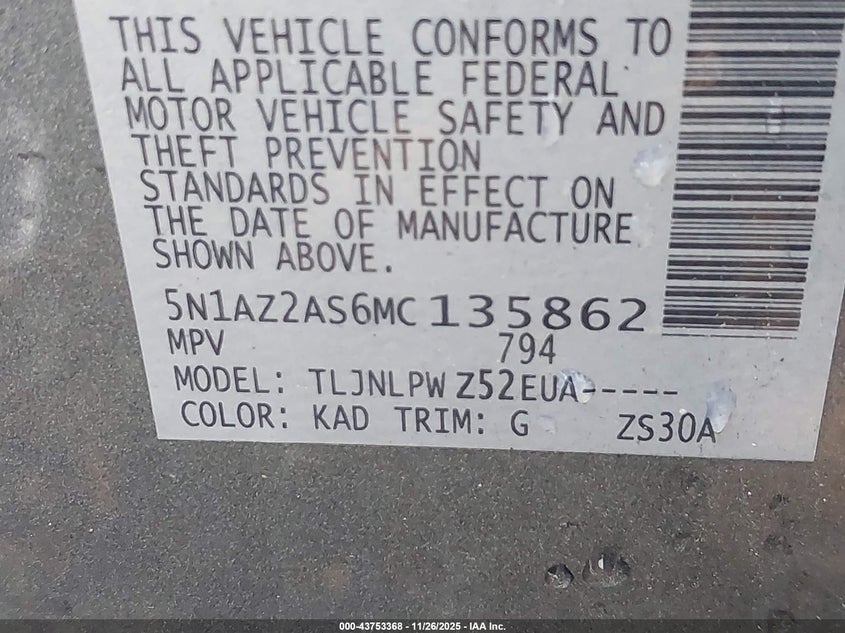 THIS VEHICLE CONFORMS TO
ALL APPLICABLE FEDERAL
MOTOR VEHICLE SAFETY AND
THEFT PREVENTION
STANDARDS IN EFFECT ON
THE DATE OF MANUFACTURE
SHOWN ABOVE.
5N1AZ2AS6MC135862
MPV 794
MODEL: TLJNLPW Z52EUA-----
COLOR: KAD TRIM: G ZS30A
000-43753368 - 11/26/2025 - IAA Inc.